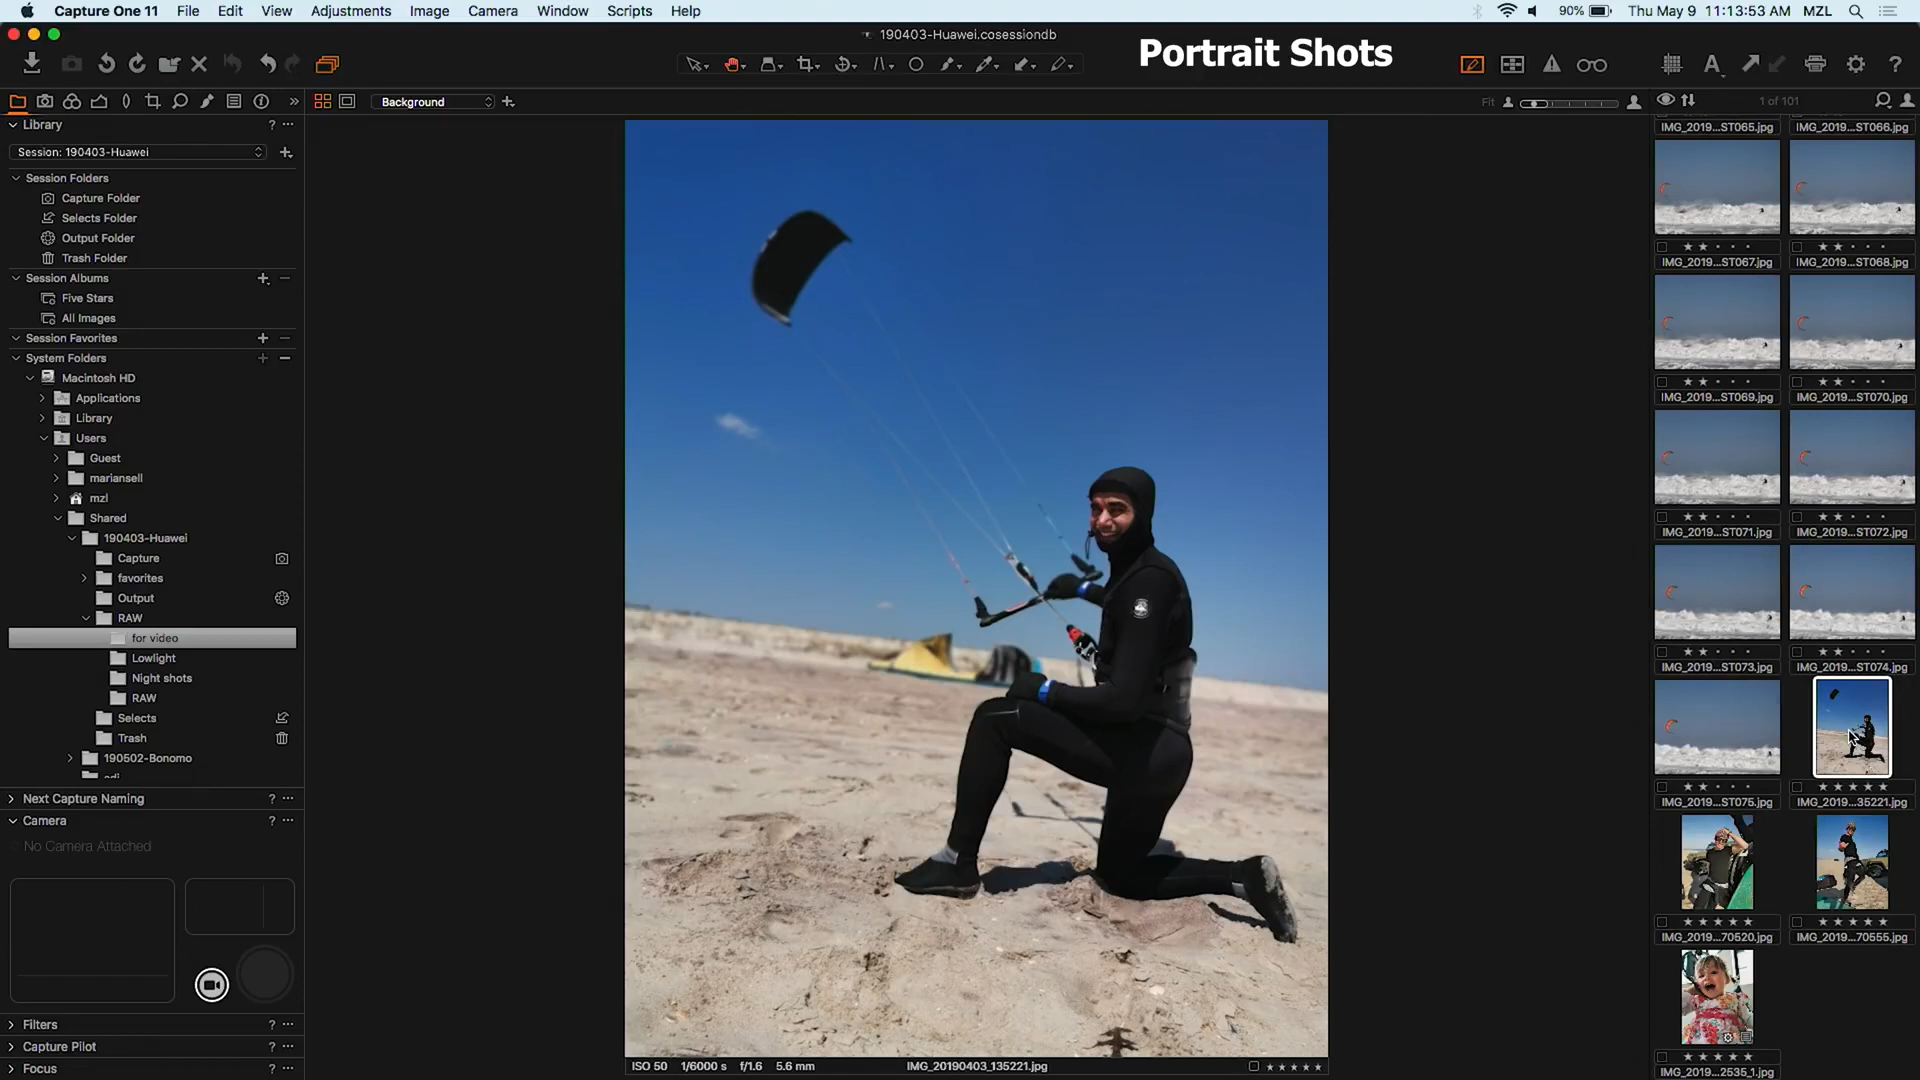 Capture One 11 File Edit View Adjustments Image Camera Window Scripts Help 90% Thu May 9 11:13:53 AM MZL
190403-Huawei.cosessiondb
Portrait Shots
Background
Fit
1 of 101
Library
Session: 190403-Huawei
Session Folders
Capture Folder
Selects Folder
Output Folder
Trash Folder
Session Albums
Five Stars
All Images
Session Favorites
System Folders
Macintosh HD
Applications
Library
Users
Guest
mariansell
mzl
Shared
190403-Huawei
Capture
favorites
Output
RAW
for video
Lowlight
Night shots
RAW
Selects
Trash
190502-Bonomo
Next Capture Naming
Camera
No Camera Attached
Filters
Capture Pilot
Focus
ISO 50 1/6000 s f/1.6 5.6 mm IMG_20190403_135221.jpg
IMG_2019...ST065.jpg IMG_2019...ST066.jpg
IMG_2019...ST067.jpg IMG_2019...ST068.jpg
IMG_2019...ST069.jpg IMG_2019...ST070.jpg
IMG_2019...ST071.jpg IMG_2019...ST072.jpg
IMG_2019...ST073.jpg IMG_2019...ST074.jpg
IMG_2019...ST075.jpg IMG_2019...35221.jpg
IMG_2019...70520.jpg IMG_2019...70555.jpg
IMG_2019...2535_1.jpg